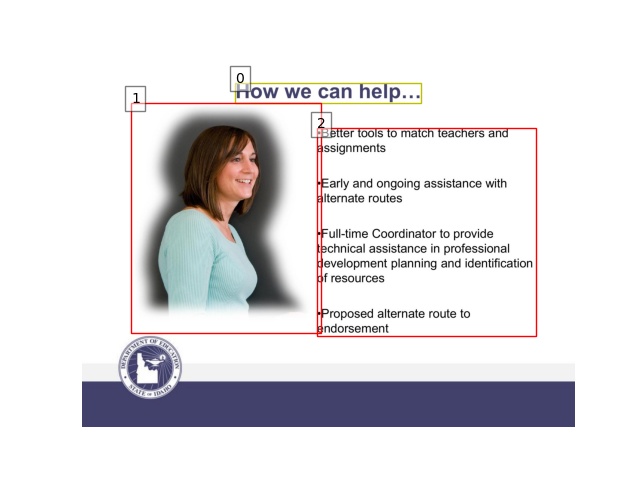 0
How we can help…
1
2
•Better tools to match teachers and
assignments
•Early and ongoing assistance with
alternate routes
•Full-time Coordinator to provide
technical assistance in professional
development planning and identification
of resources
•Proposed alternate route to
endorsement
DEPARTMENT OF EDUCATION
STATE OF IDAHO